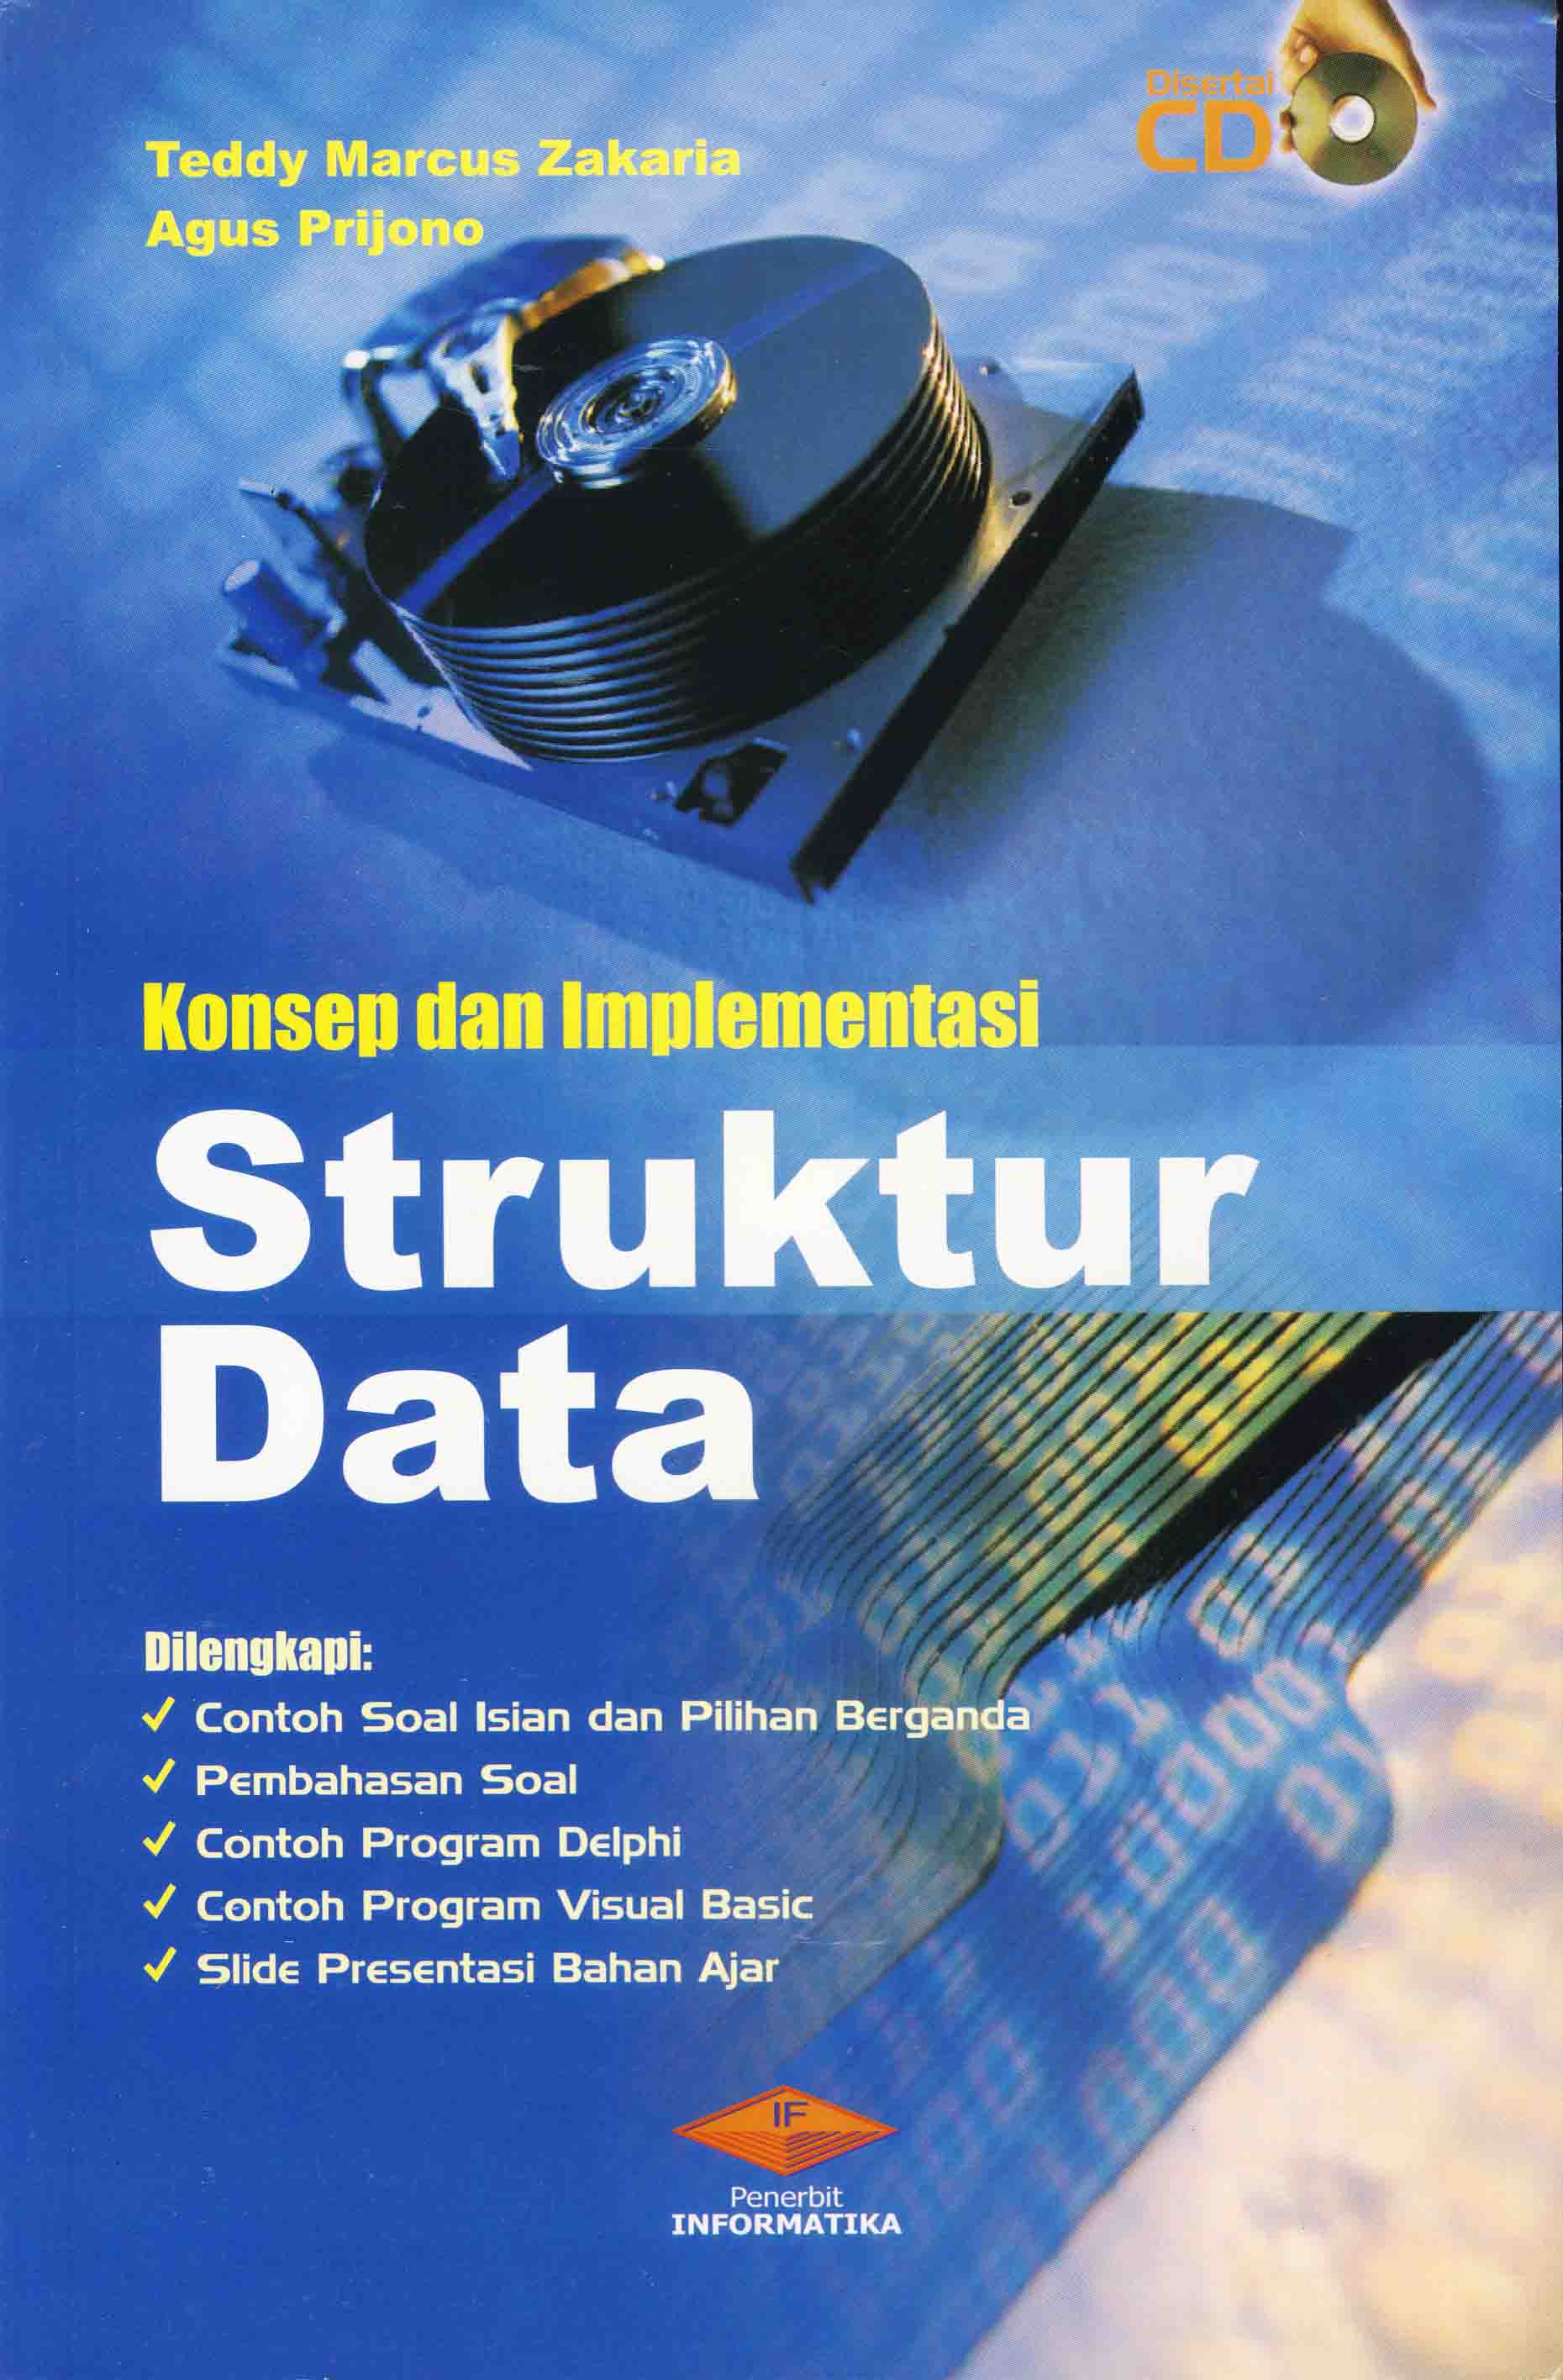 Disertai
CD
Teddy Marcus Zakaria
Agus Prijono
Konsep dan Implementasi
Struktur
Data
Dilengkapi:
✓ Contoh Soal Isian dan Pilihan Berganda
✓ Pembahasan Soal
✓ Contoh Program Delphi
✓ Contoh Program Visual Basic
✓ Slide Presentasi Bahan Ajar
IF
Penerbit
INFORMATIKA